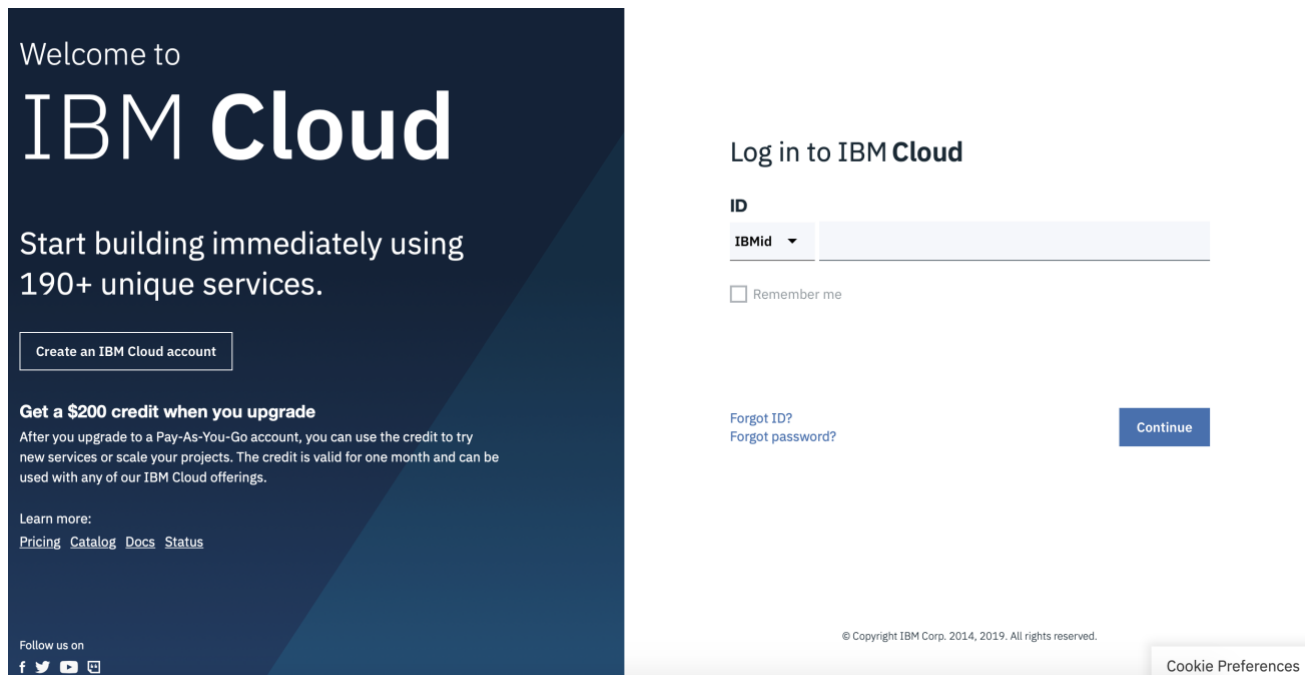 Welcome to
IBM Cloud
Start building immediately using
190+ unique services.
Create an IBM Cloud account
Get a $200 credit when you upgrade
After you upgrade to a Pay-As-You-Go account, you can use the credit to try
new services or scale your projects. The credit is valid for one month and can be
used with any of our IBM Cloud offerings.
Learn more:
Pricing Catalog Docs Status
Follow us on
Log in to IBM Cloud
ID
IBMid
Remember me
Forgot ID?
Forgot password?
Continue
© Copyright IBM Corp. 2014, 2019. All rights reserved.
Cookie Preferences